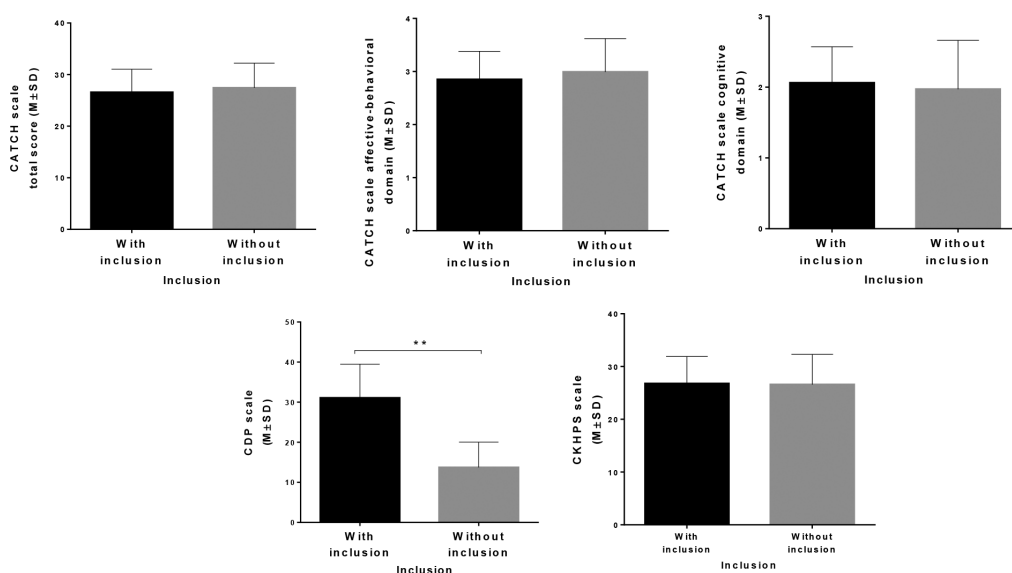 CATCH scale
total score (M±SD)
40
30
20
10
0
With
inclusion
Without
inclusion
Inclusion
CATCH scale affective-behavioral
domain (M±SD)
4
3
2
1
0
With
inclusion
Without
inclusion
Inclusion
CATCH scale cognitive
domain (M±SD)
3
2
1
0
With
inclusion
Without
inclusion
Inclusion
CDP scale
(M±SD)
50
40
30
20
10
0
**
With
inclusion
Without
inclusion
Inclusion
CKHPS scale
(M±SD)
40
30
20
10
0
With
inclusion
Without
inclusion
Inclusion